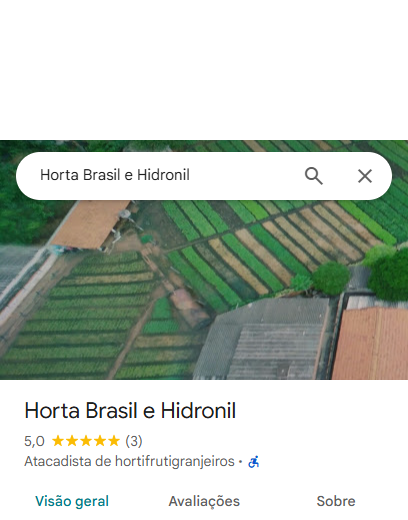 Horta Brasil e Hidronil
Horta Brasil e Hidronil
5,0 (3)
Atacadista de hortifrutigranjeiros ·
Visão geral Avaliações Sobre